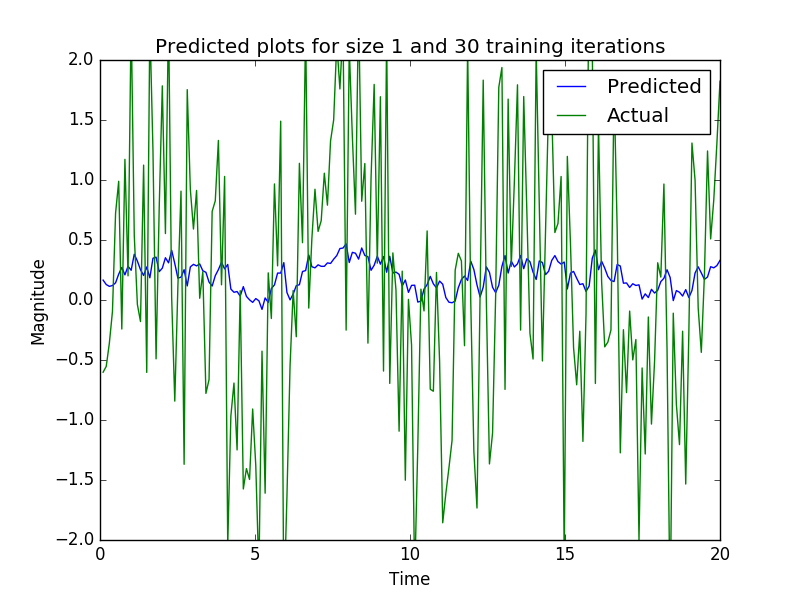 Predicted plots for size 1 and 30 training iterations
Predicted
Actual
Magnitude
2.0
1.5
1.0
0.5
0.0
−0.5
−1.0
−1.5
−2.0
0 5 10 15 20
Time